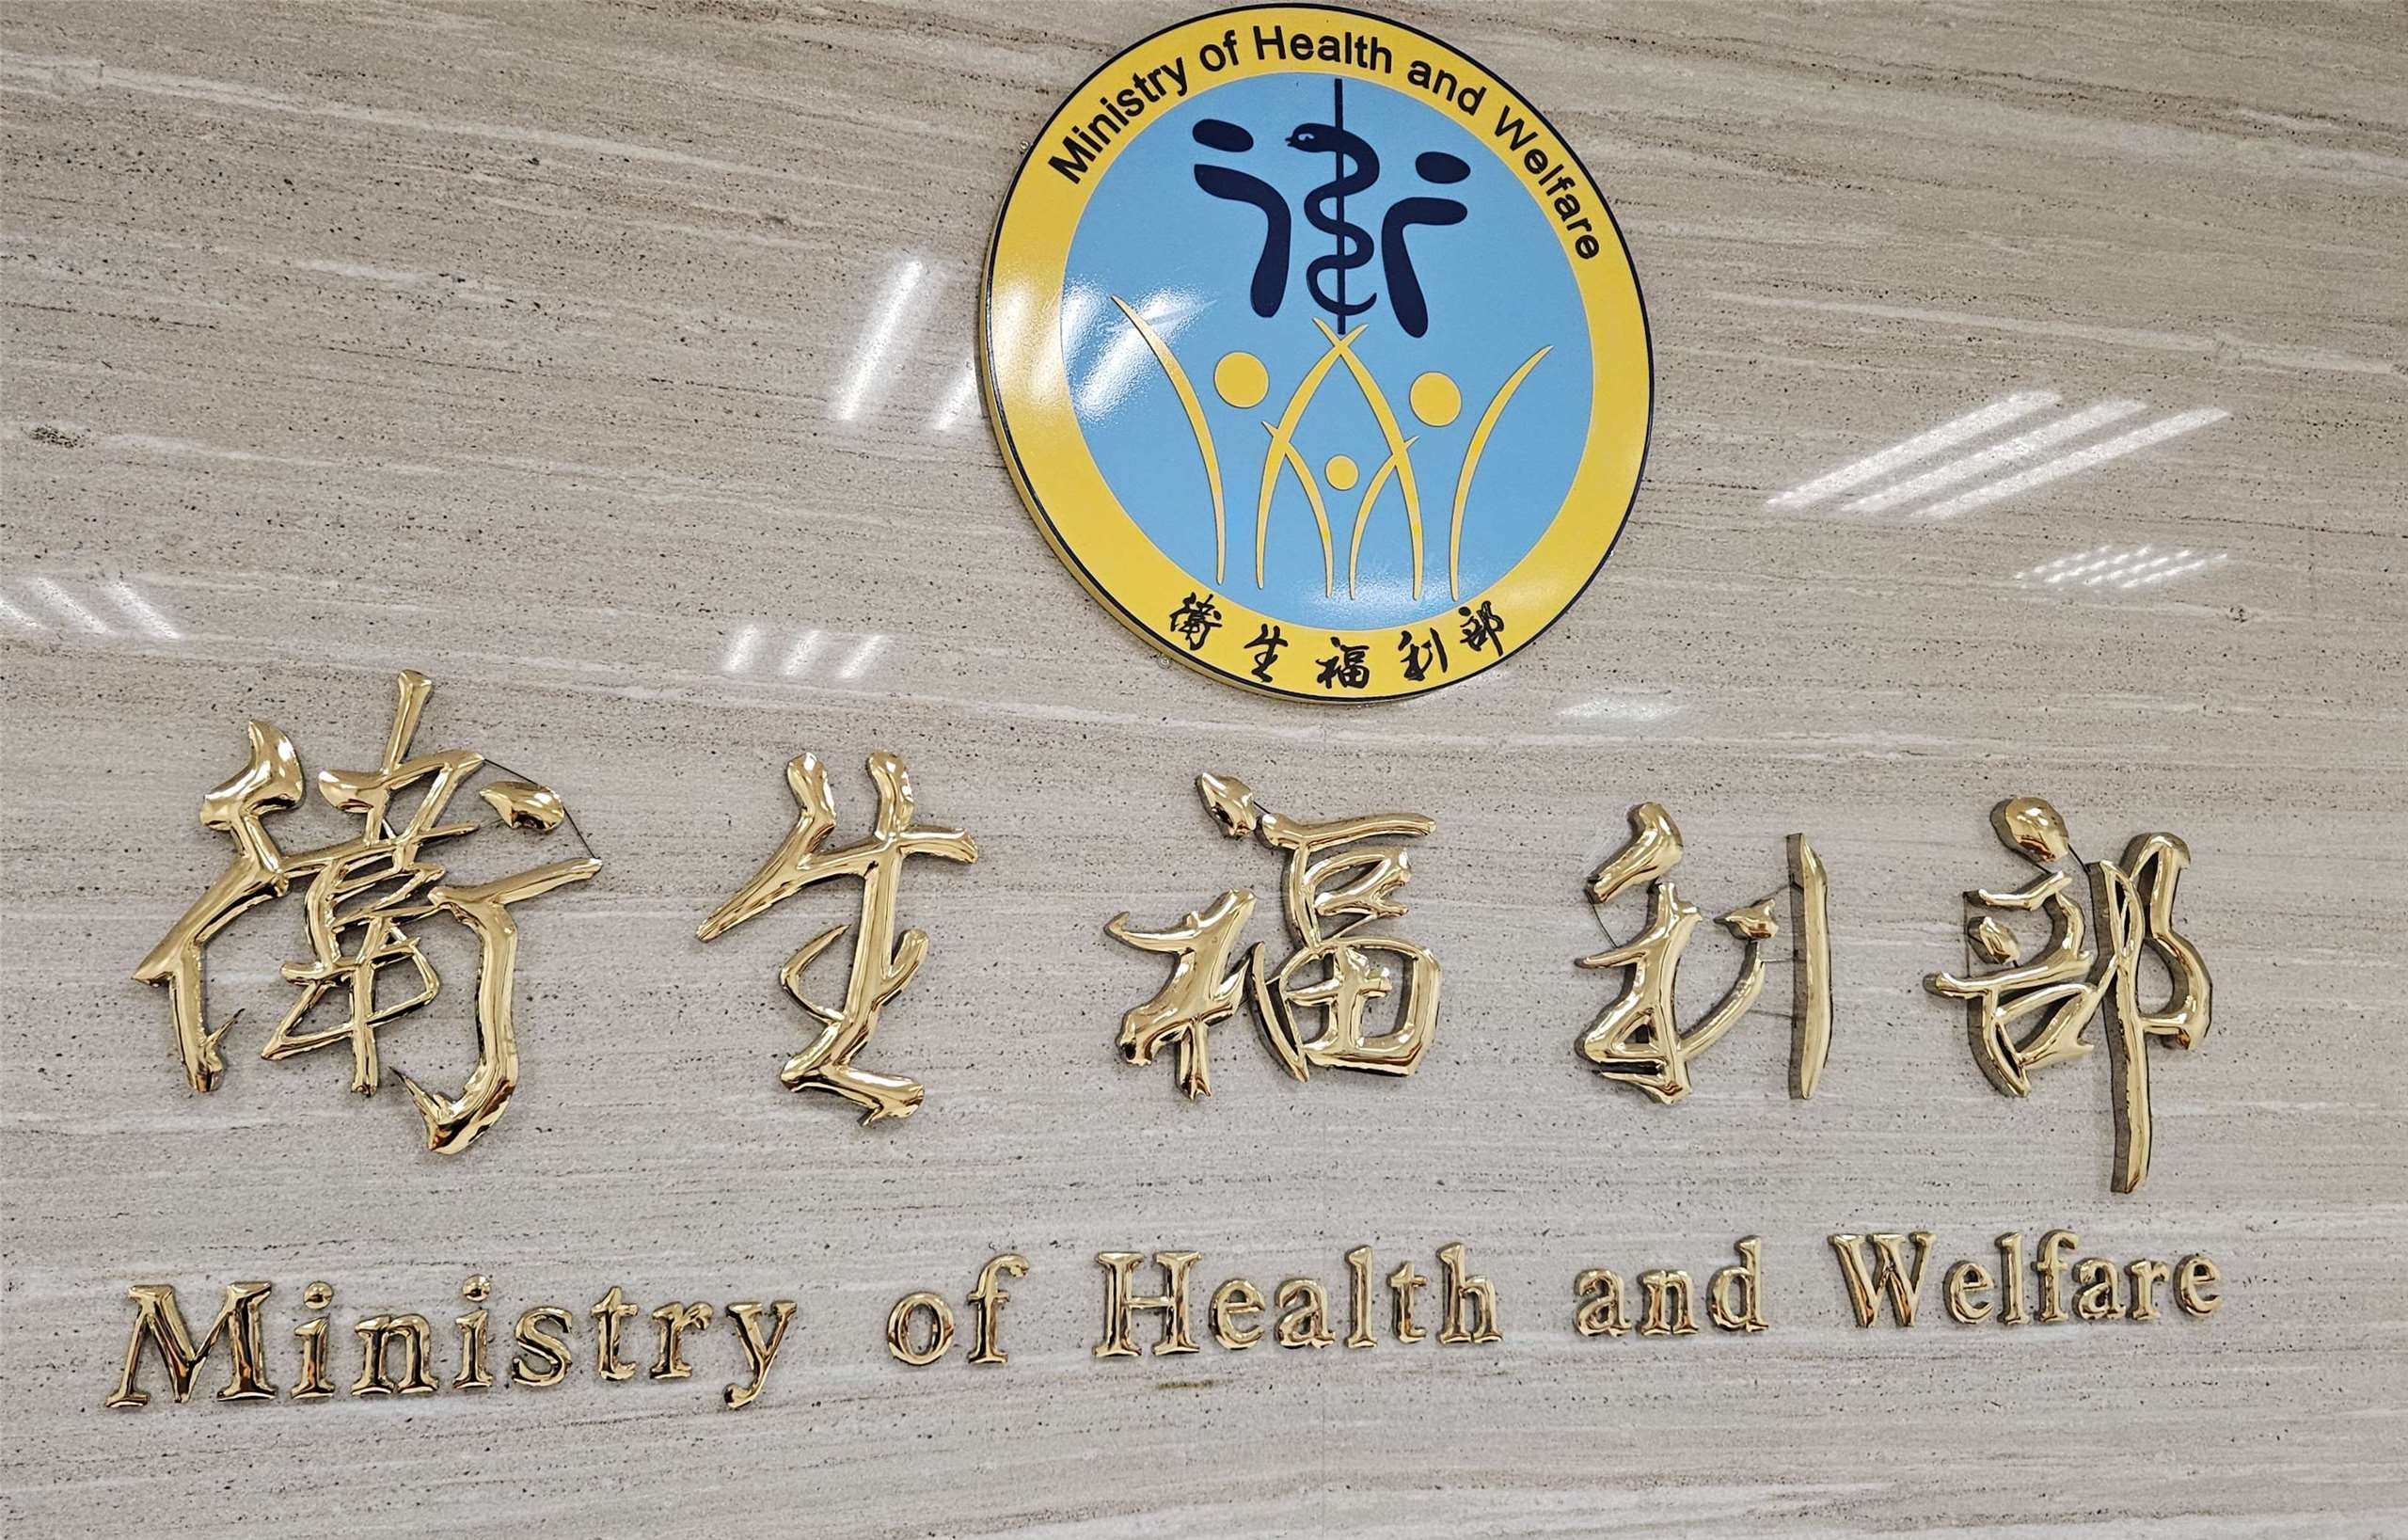 Ministry of Health and Welfare
衛生福利部
衛生福利部
Ministry of Health and Welfare